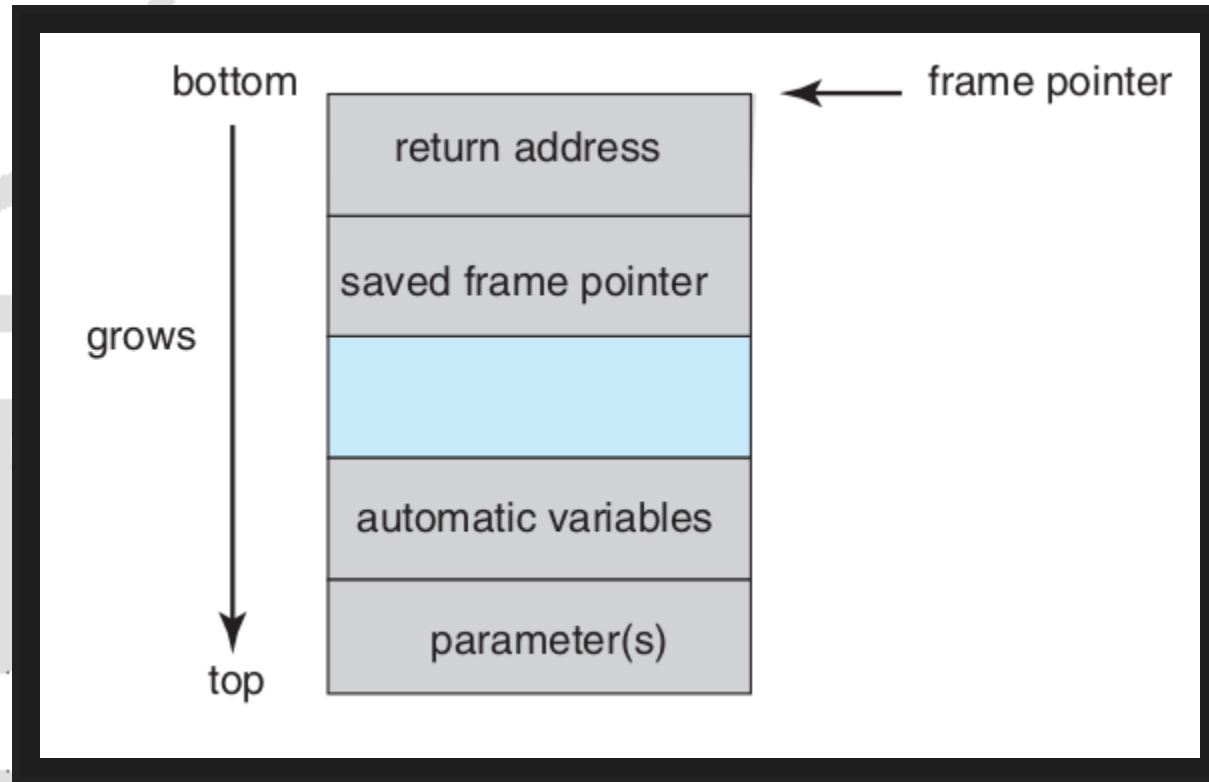 bottom
frame pointer
return address
saved frame pointer
grows
automatic variables
parameter(s)
top